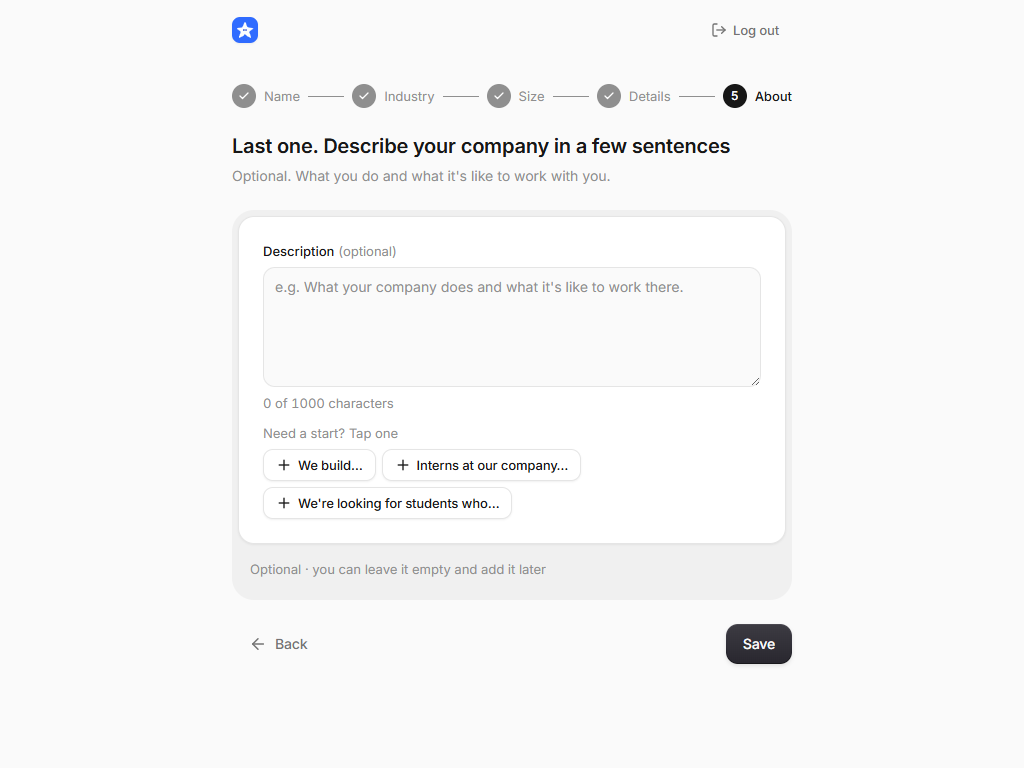 Log out
Name Industry Size Details 5 About
Last one. Describe your company in a few sentences
Optional. What you do and what it's like to work with you.
Description (optional)
e.g. What your company does and what it's like to work there.
0 of 1000 characters
Need a start? Tap one
We build... Interns at our company...
We're looking for students who...
Optional · you can leave it empty and add it later
Back Save